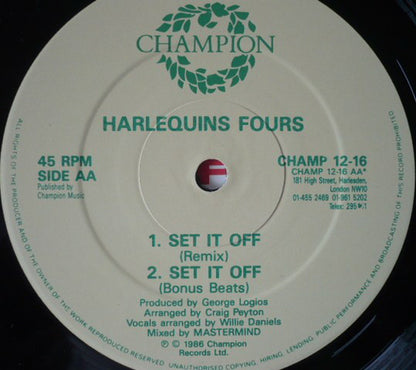 CHAMPION
HARLEQUINS FOURS
45 RPM
SIDE AA
Published by
Champion Music
CHAMP 12-16
CHAMP 12-16 AA*
181 High Street, Harlesden,
London NW10
01-455 2469 01-961 5202
Telex: 295
1. SET IT OFF
(Remix)
2. SET IT OFF
(Bonus Beats)
Produced by George Logios
Arranged by Craig Peyton
Vocals arranged by Willie Daniels
Mixed by MASTERMIND
℗ © 1986 Champion
Records Ltd.
ALL RIGHTS OF THE PRODUCER AND OF THE OWNER OF THE WORK REPRODUCED RESERVED. UNAUTHORISED COPYING, HIRING, LENDING, PUBLIC PERFORMANCE AND BROADCASTING OF THIS RECORD PROHIBITED.